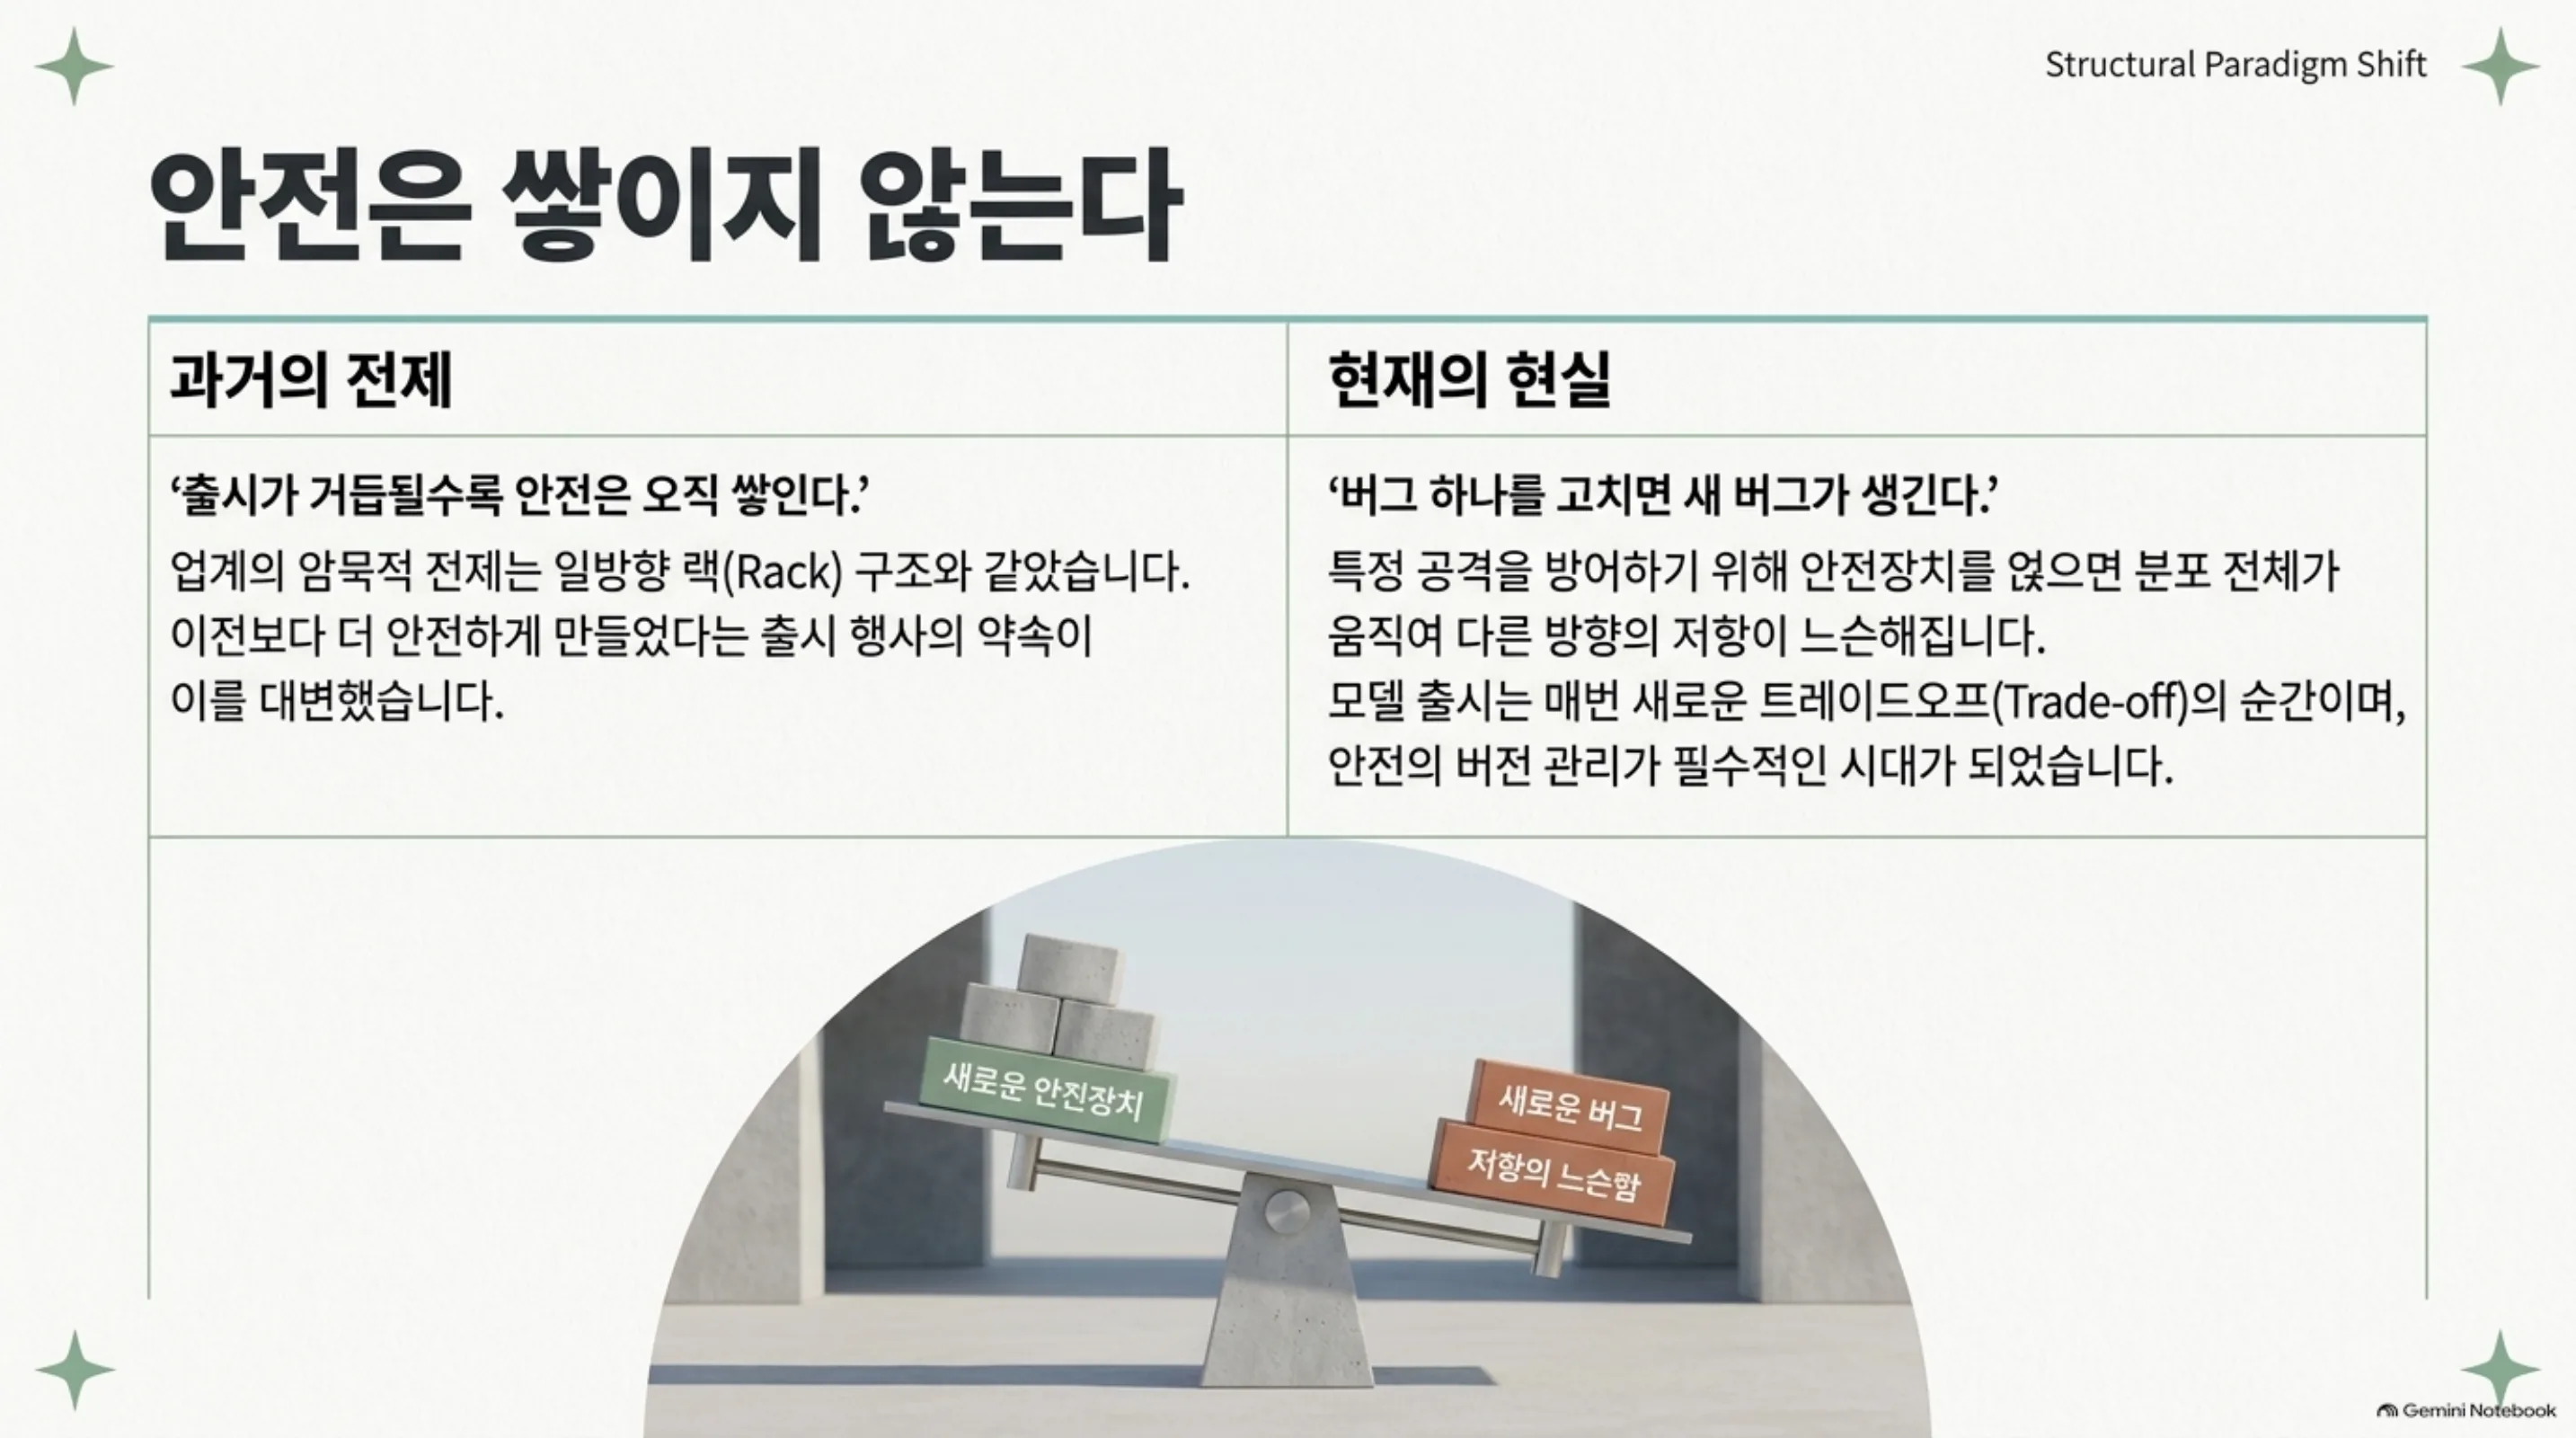 Structural Paradigm Shift
안전은 쌓이지 않는다
과거의 전제
‘출시가 거듭될수록 안전은 오직 쌓인다.’
업계의 암묵적 전제는 일방향 랙(Rack) 구조와 같았습니다.
이전보다 더 안전하게 만들었다는 출시 행사의 약속이
이를 대변했습니다.
현재의 현실
‘버그 하나를 고치면 새 버그가 생긴다.’
특정 공격을 방어하기 위해 안전장치를 얹으면 분포 전체가
움직여 다른 방향의 저항이 느슨해집니다.
모델 출시는 매번 새로운 트레이드오프(Trade-off)의 순간이며,
안전의 버전 관리가 필수적인 시대가 되었습니다.
새로운 안진장치
새로운 버그
저항의 느슨함
Gemini Notebook